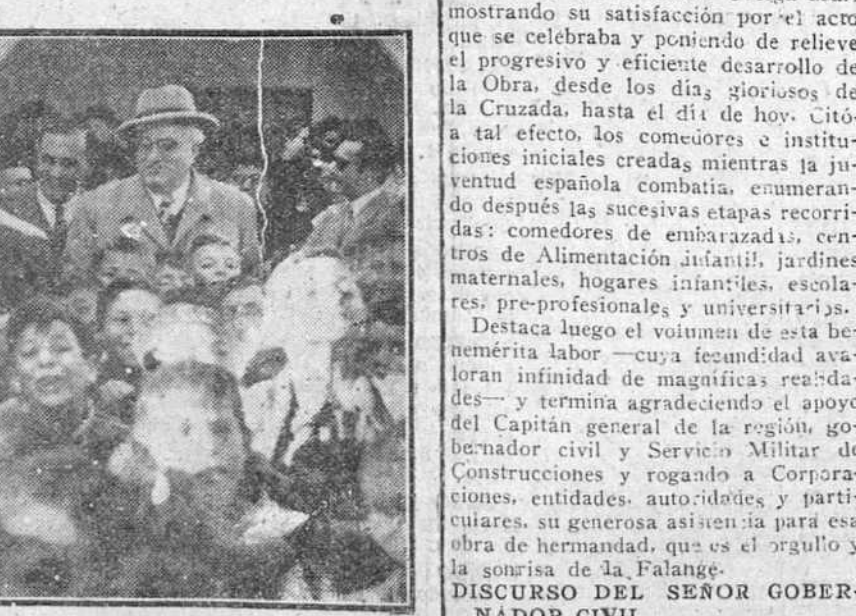 mostrando su satisfacción por el acto
que se celebraba y poniendo de relieve
el progresivo y eficiente desarrollo de
la Obra, desde los días gloriosos de
la Cruzada, hasta el día de hoy. Citó,
a tal efecto, los comedores e institu-
ciones iniciales creadas mientras la ju-
ventud española combatía, enumeran-
do después las sucesivas etapas recorri-
das: comedores de embarazadas, cen-
tros de Alimentación infantil, jardines
maternales, hogares infantiles, escola-
res, pre-profesionales y universitarios.
Destaca luego el volumen de esta be-
nemérita labor —cuya fecundidad ava-
loran infinidad de magníficas realida-
des— y termina agradeciendo el apoyo
del Capitán general de la región, go-
bernador civil y Servicio Militar de
Construcciones y rogando a Corpora-
ciones, entidades, autoridades y parti-
culares, su generosa asistencia para esa
obra de hermandad, que es el orgullo y
la sonrisa de la Falange.
DISCURSO DEL SEÑOR GOBER-
NADOR CIVIL